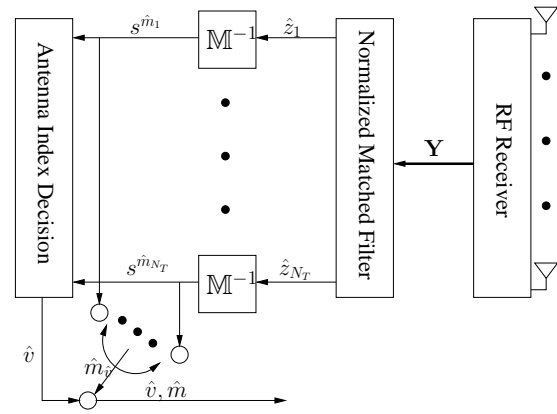 Antenna Index Decision
$s^{\hat{m}_1}$
$\mathbb{M}^{-1}$
$\hat{z}_1$
Normalized Matched Filter
$\mathbf{Y}$
RF Receiver
$s^{\hat{m}_{N_T}}$
$\mathbb{M}^{-1}$
$\hat{z}_{N_T}$
$\hat{v}$
$\hat{m}_{\hat{v}}$
$\hat{v}, \hat{m}$